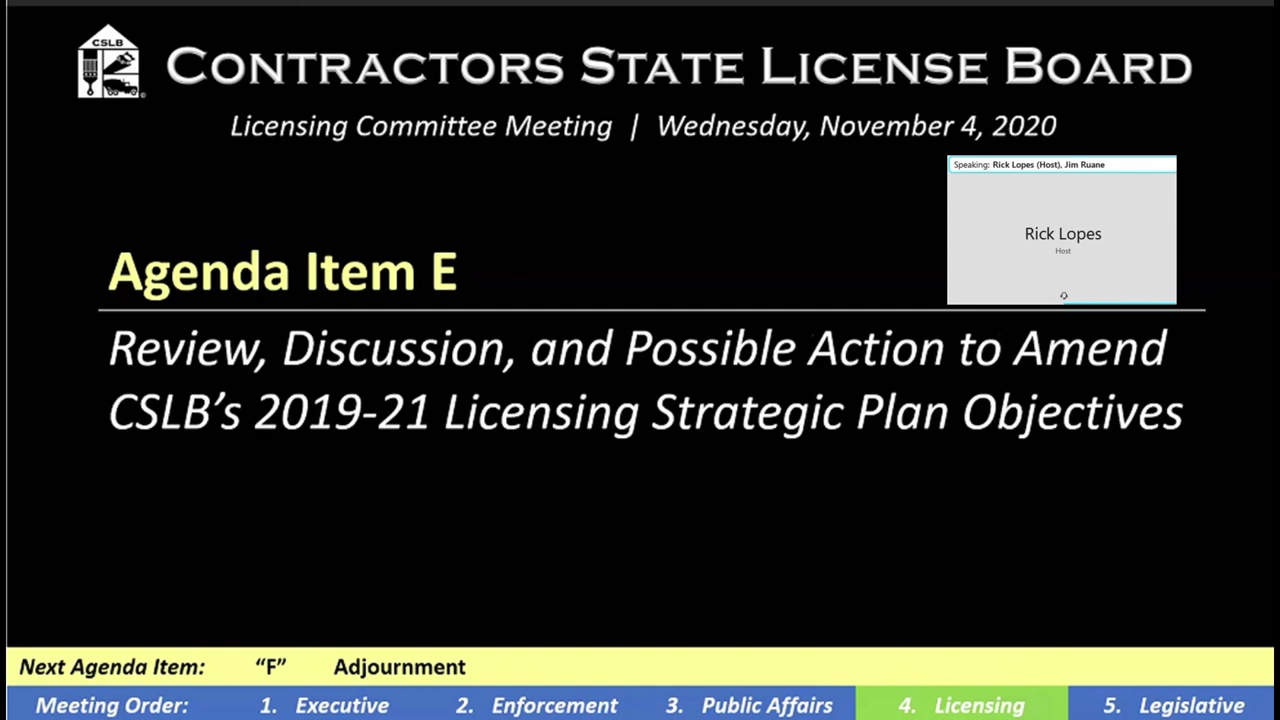 CSLB
CONTRACTORS STATE LICENSE BOARD
Licensing Committee Meeting | Wednesday, November 4, 2020
Speaking: Rick Lopes (Host), Jim Ruane
Rick Lopes
Host
Agenda Item E
Review, Discussion, and Possible Action to Amend
CSLB's 2019-21 Licensing Strategic Plan Objectives
Next Agenda Item: "F" Adjournment
Meeting Order: 1. Executive 2. Enforcement 3. Public Affairs 4. Licensing 5. Legislative